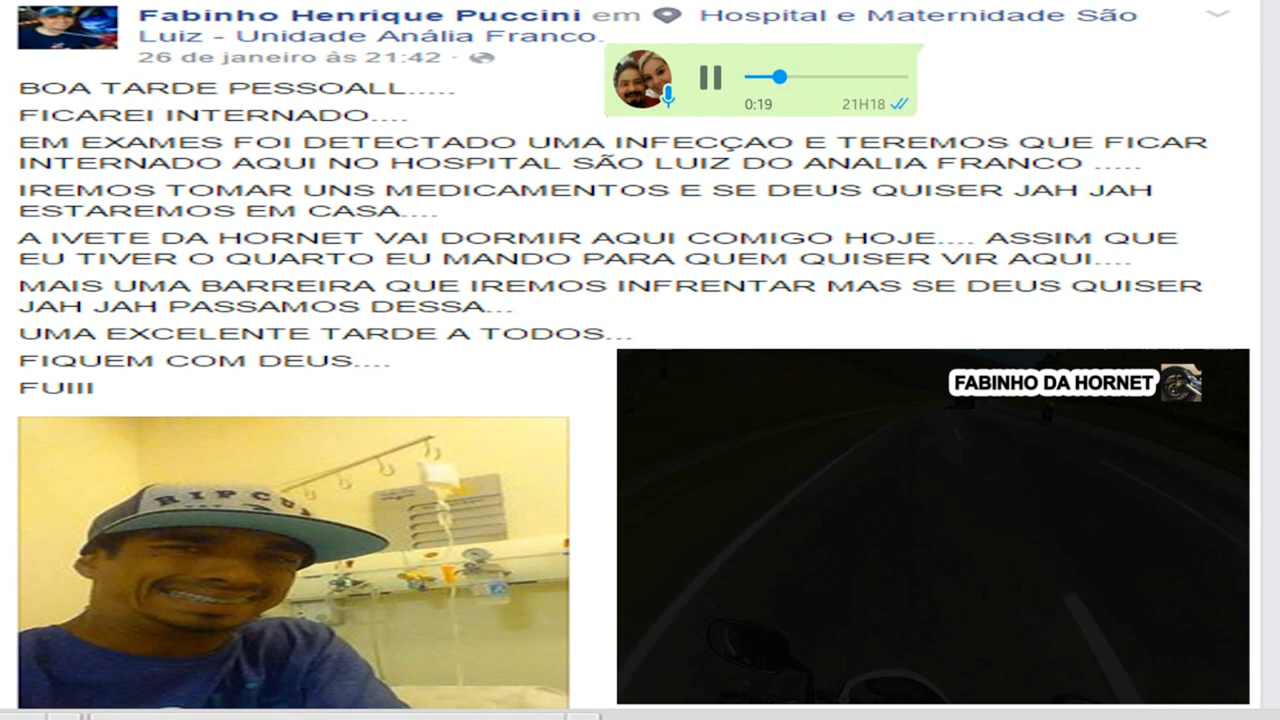 Fabinho Henrique Puccini em Hospital e Maternidade São
Luiz - Unidade Anália Franco.
26 de janeiro às 21:42 ·
0:19 21H18
BOA TARDE PESSOALL.....
FICAREI INTERNADO....
EM EXAMES FOI DETECTADO UMA INFECÇAO E TEREMOS QUE FICAR
INTERNADO AQUI NO HOSPITAL SÃO LUIZ DO ANALIA FRANCO .....
IREMOS TOMAR UNS MEDICAMENTOS E SE DEUS QUISER JAH JAH
ESTAREMOS EM CASA....
A IVETE DA HORNET VAI DORMIR AQUI COMIGO HOJE.... ASSIM QUE
EU TIVER O QUARTO EU MANDO PARA QUEM QUISER VIR AQUI....
MAIS UMA BARREIRA QUE IREMOS INFRENTAR MAS SE DEUS QUISER
JAH JAH PASSAMOS DESSA...
UMA EXCELENTE TARDE A TODOS...
FIQUEM COM DEUS....
FUIII
FABINHO DA HORNET